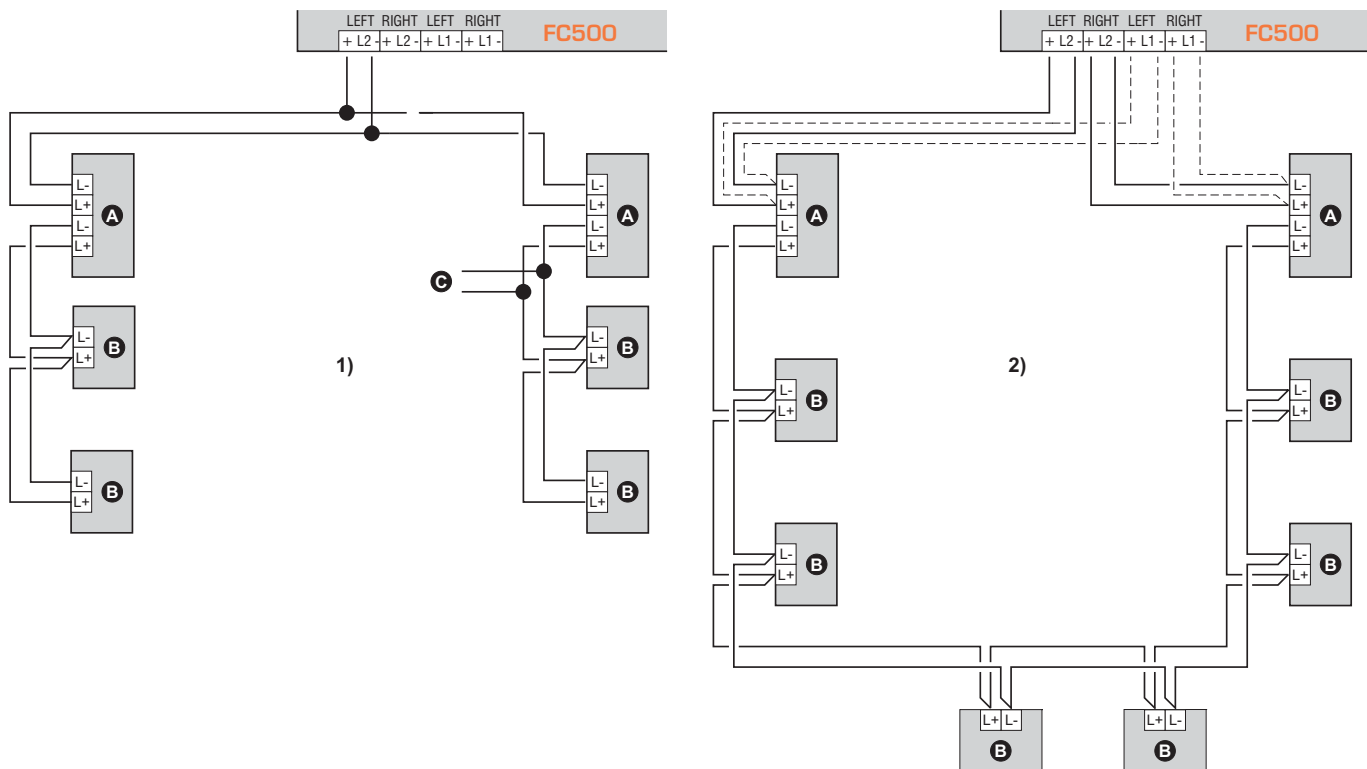 LEFT RIGHT LEFT RIGHT
+ L2 - + L2 - + L1 - + L1 -
FC500
L-
L+
L-
L+
A
L-
L+
L-
L+
A
C
L-
L+
B
L-
L+
B
1)
L-
L+
B
L-
L+
B
LEFT RIGHT LEFT RIGHT
+ L2 - + L2 - + L1 - + L1 -
FC500
L-
L+
L-
L+
A
L-
L+
L-
L+
A
2)
L-
L+
B
L-
L+
B
L-
L+
B
L-
L+
B
L+ L-
B
L+ L-
B